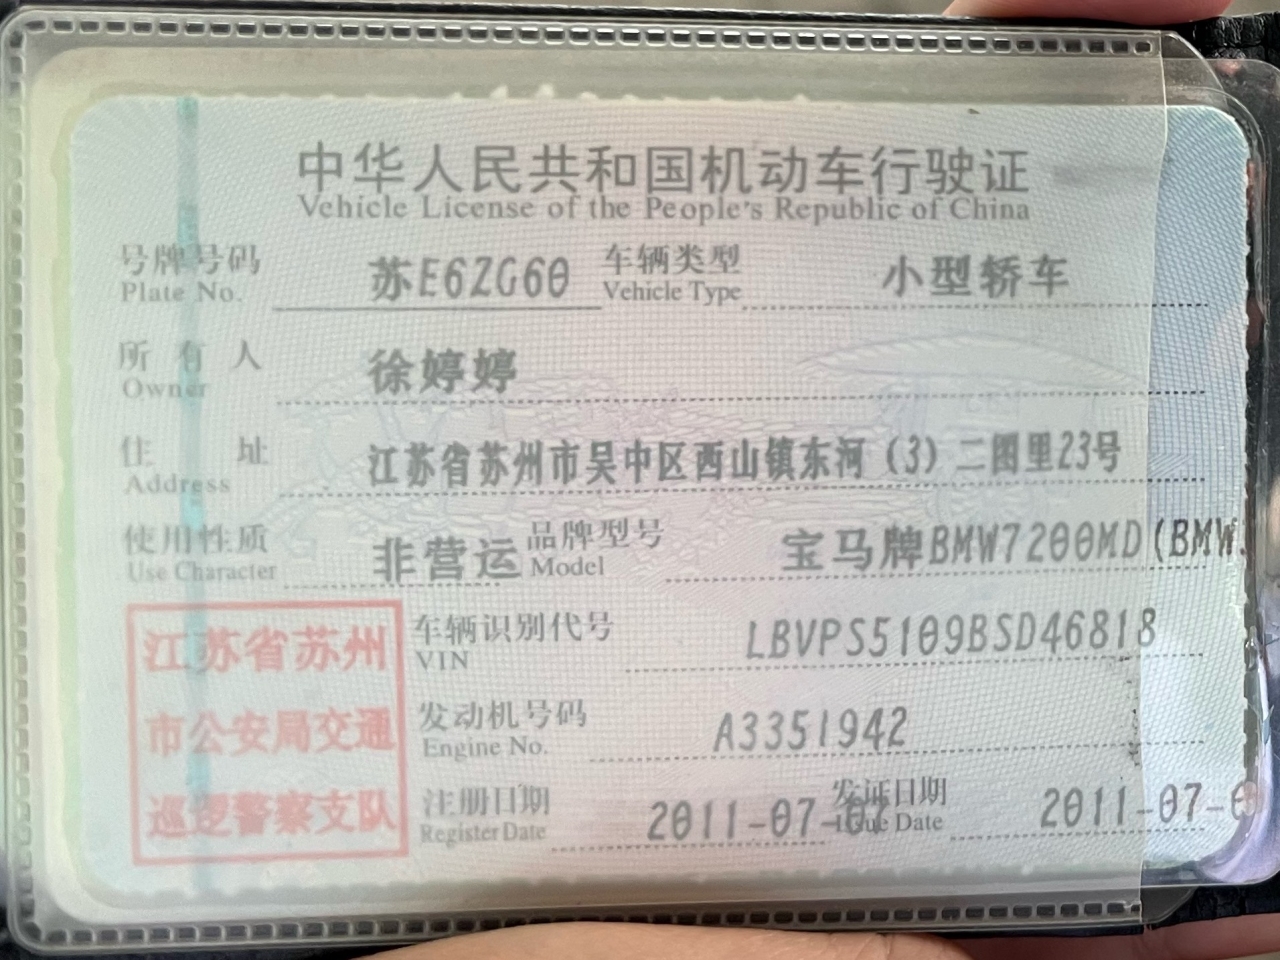 中华人民共和国机动车行驶证
Vehicle License of the People's Republic of China
号牌号码 苏E6ZG60 车辆类型 小型轿车
Plate No. Vehicle Type
所有人 徐婷婷
Owner
住址 江苏省苏州市吴中区西山镇东河（3）二图里23号
Address
使用性质 非营运 品牌型号 宝马牌BMW7200MD(BMW
Use Character Model
江苏省苏州
市公安局交通
巡逻警察支队
车辆识别代号 LBVPS5109BSD46818
VIN
发动机号码 A3351942
Engine No.
注册日期 2011-07-07 发证日期 2011-07-
Register Date Issue Date